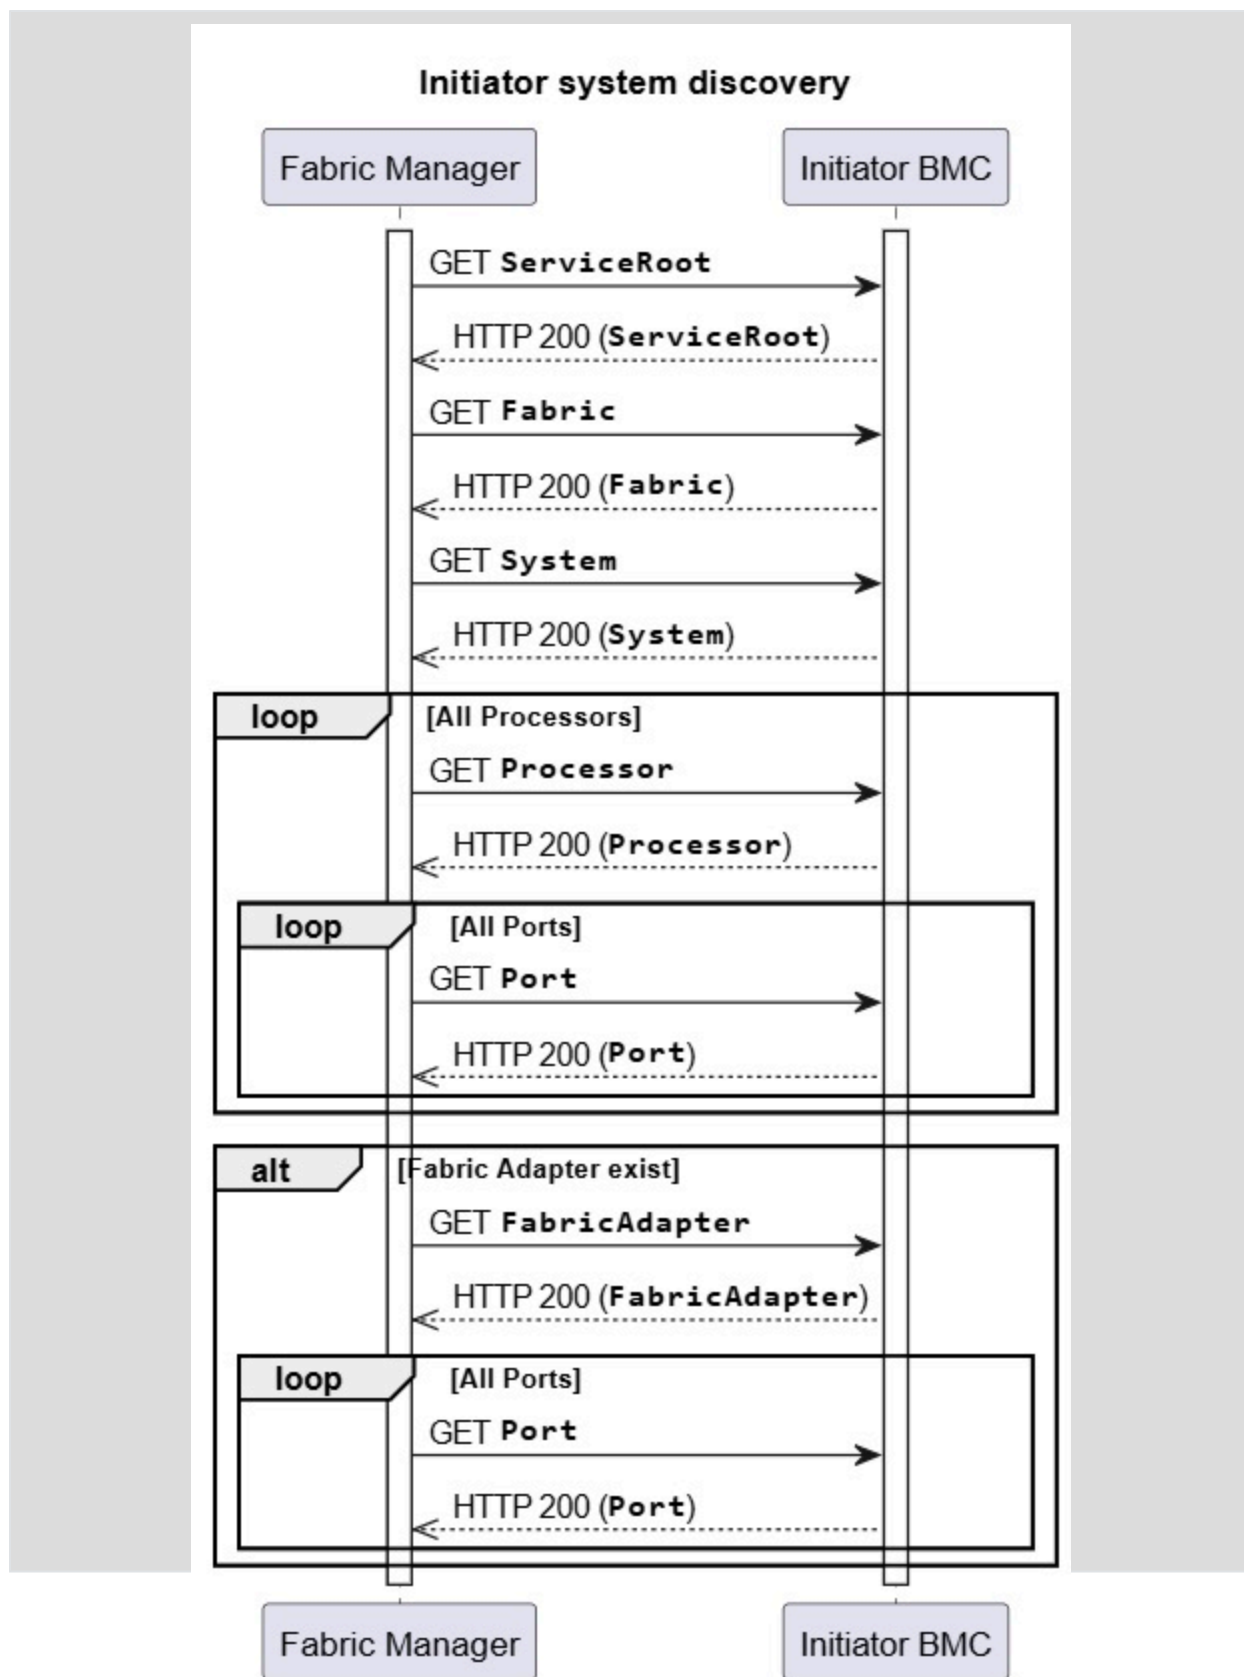 Initiator system discovery
Fabric Manager Initiator BMC
GET ServiceRoot
HTTP 200 (ServiceRoot)
GET Fabric
HTTP 200 (Fabric)
GET System
HTTP 200 (System)
loop [All Processors]
GET Processor
HTTP 200 (Processor)
loop [All Ports]
GET Port
HTTP 200 (Port)
alt [Fabric Adapter exist]
GET FabricAdapter
HTTP 200 (FabricAdapter)
loop [All Ports]
GET Port
HTTP 200 (Port)
Fabric Manager Initiator BMC